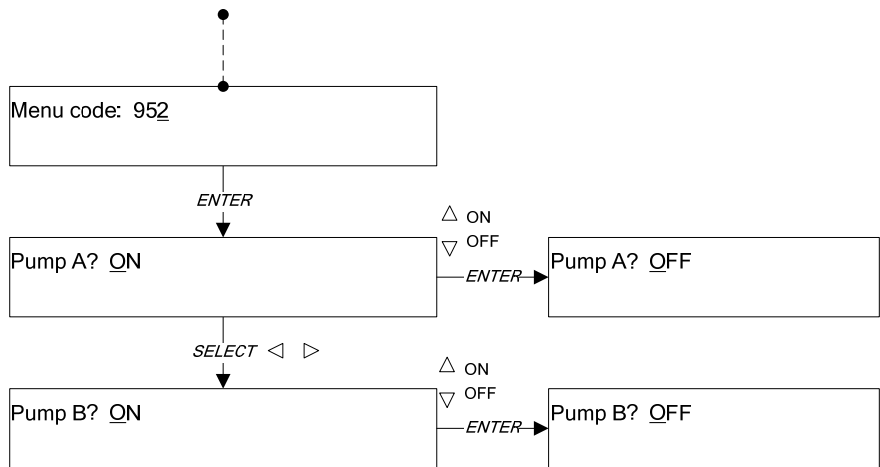 Menu code: 952
ENTER
ON
OFF
Pump A? ON
ENTER
Pump A? OFF
SELECT
ON
OFF
Pump B? ON
ENTER
Pump B? OFF